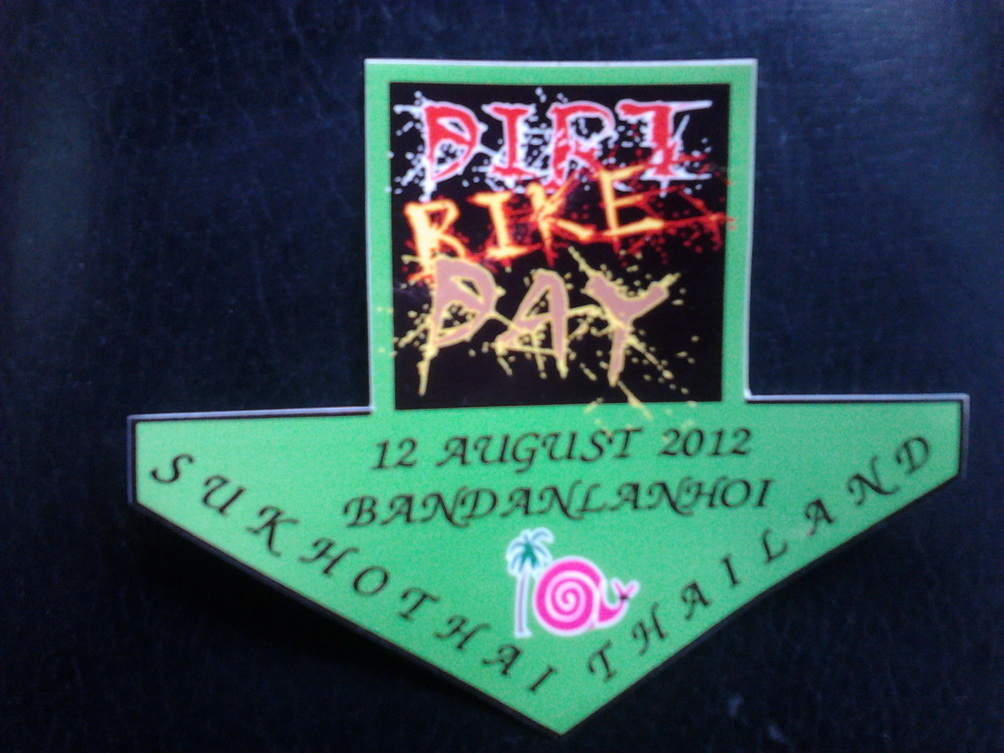 DIRT
BIKE
DAY
12 AUGUST 2012
BANDANLANHOI
SUKHOTHAI THAILAND